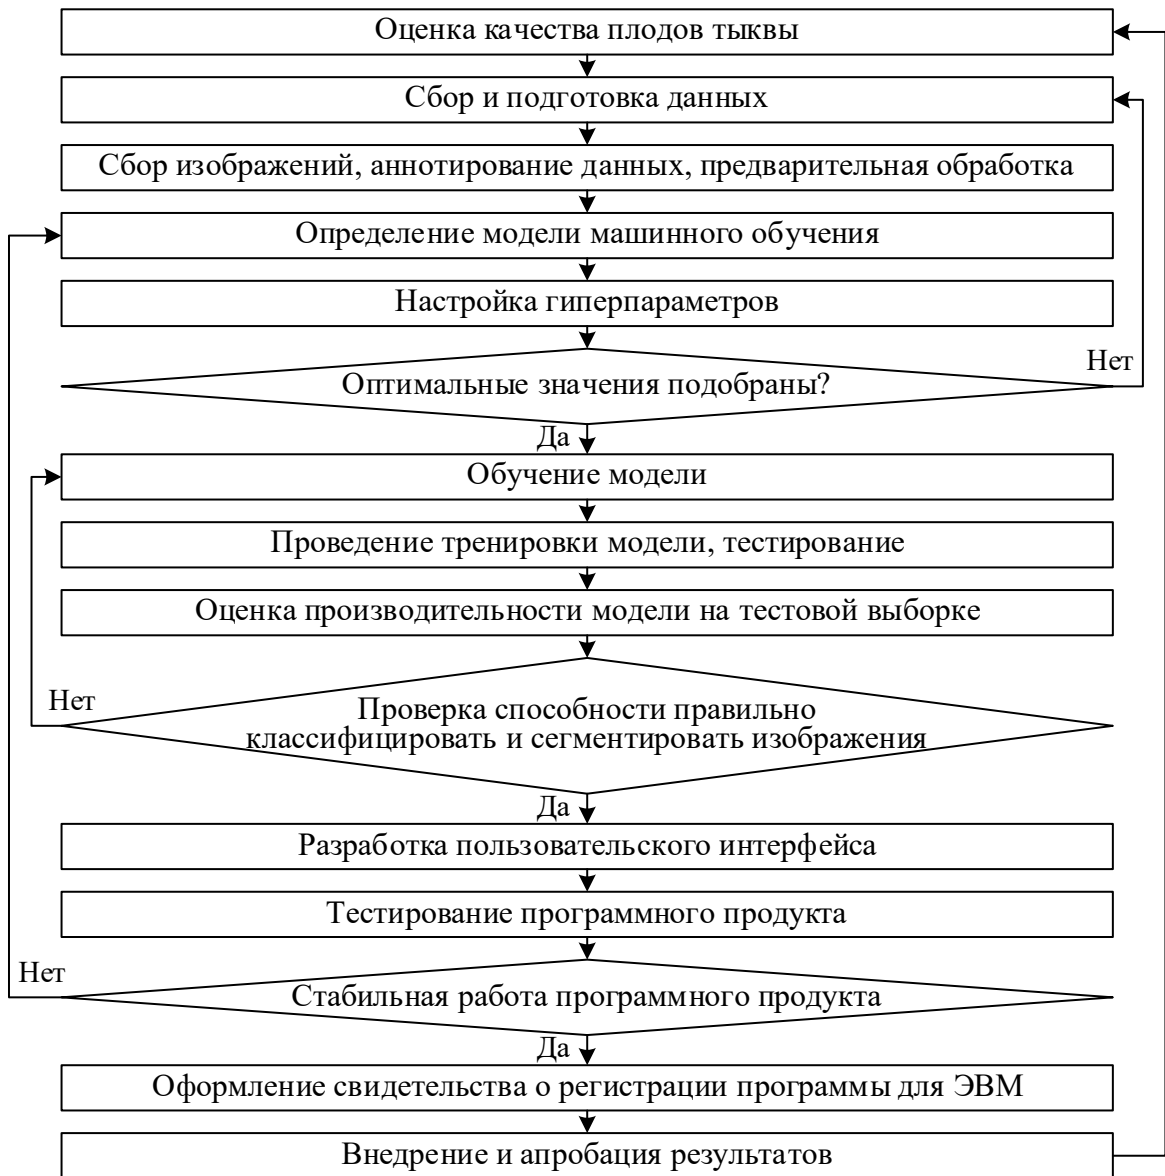 Оценка качества плодов тыквы
Сбор и подготовка данных
Сбор изображений, аннотирование данных, предварительная обработка
Определение модели машинного обучения
Настройка гиперпараметров
Нет
Оптимальные значения подобраны?
Да
Обучение модели
Проведение тренировки модели, тестирование
Оценка производительности модели на тестовой выборке
Нет
Проверка способности правильно
классифицировать и сегментировать изображения
Да
Разработка пользовательского интерфейса
Тестирование программного продукта
Нет
Стабильная работа программного продукта
Да
Оформление свидетельства о регистрации программы для ЭВМ
Внедрение и апробация результатов